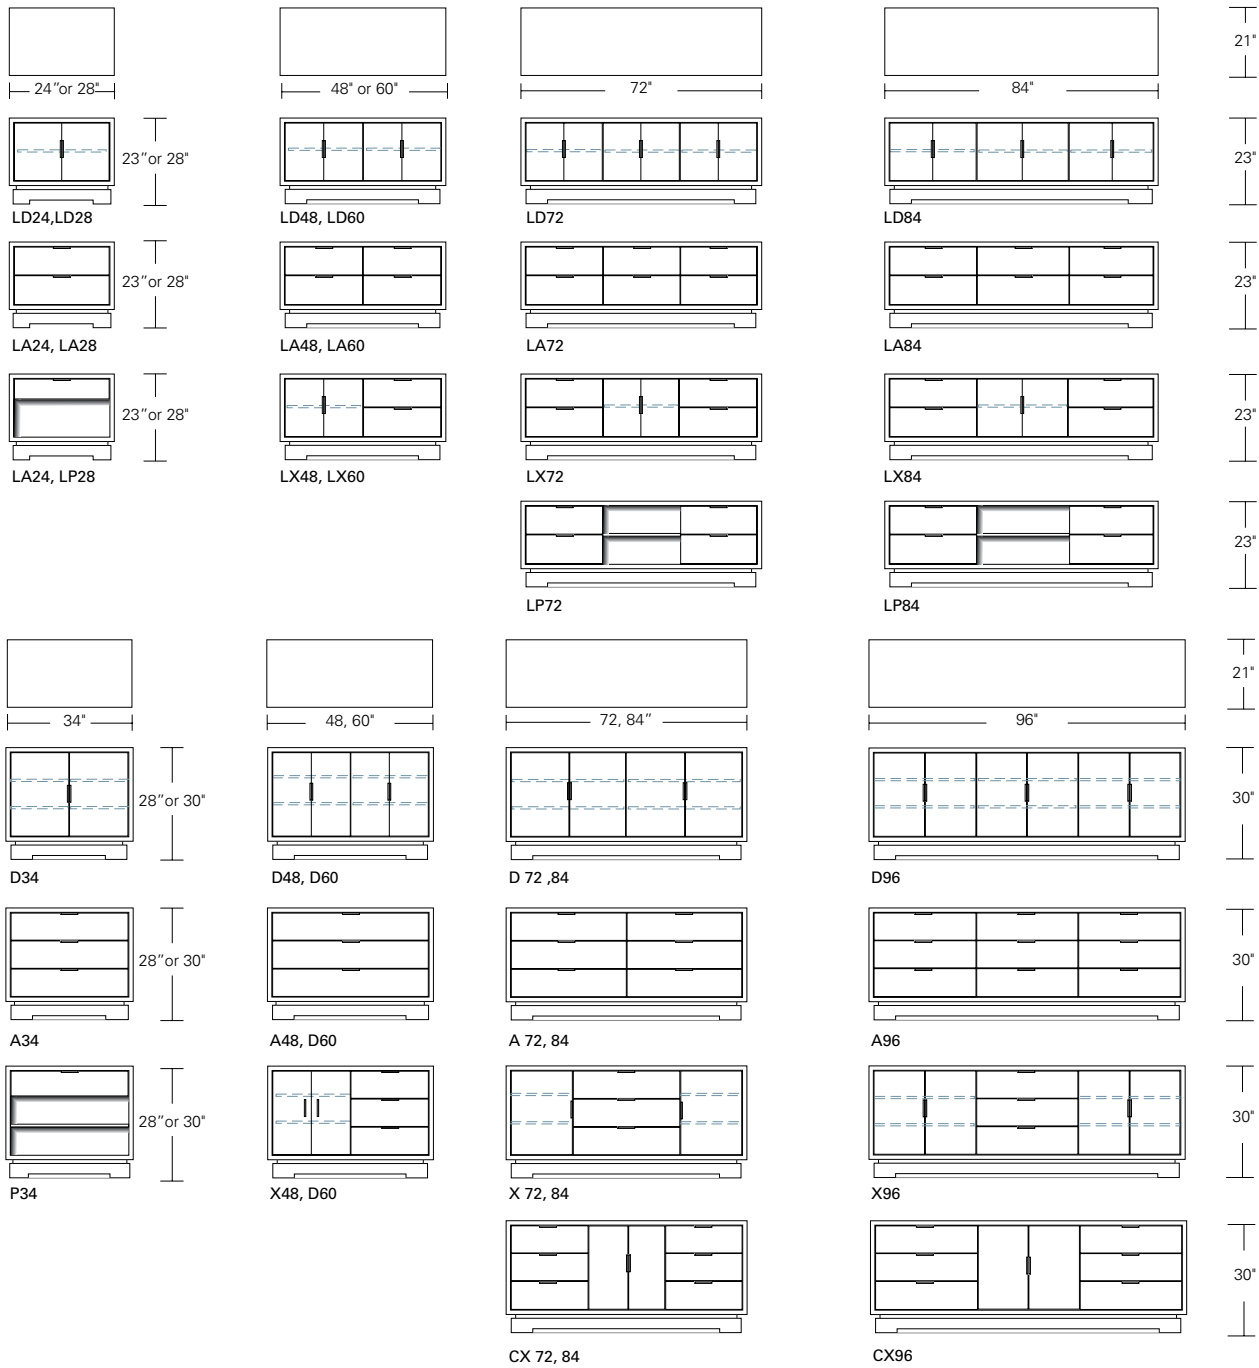 21"
24" or 28"
48" or 60"
72"
84"
23" or 28"
23"
LD24,LD28
LD48, LD60
LD72
LD84
23" or 28"
23"
LA24, LA28
LA48, LA60
LA72
LA84
23" or 28"
23"
LA24, LP28
LX48, LX60
LX72
LX84
23"
LP72
LP84
21"
34"
48, 60"
72, 84"
96"
28" or 30"
30"
D34
D48, D60
D 72 ,84
D96
28" or 30"
30"
A34
A48, D60
A 72, 84
A96
28" or 30"
30"
P34
X48, D60
X 72, 84
X96
30"
CX 72, 84
CX96